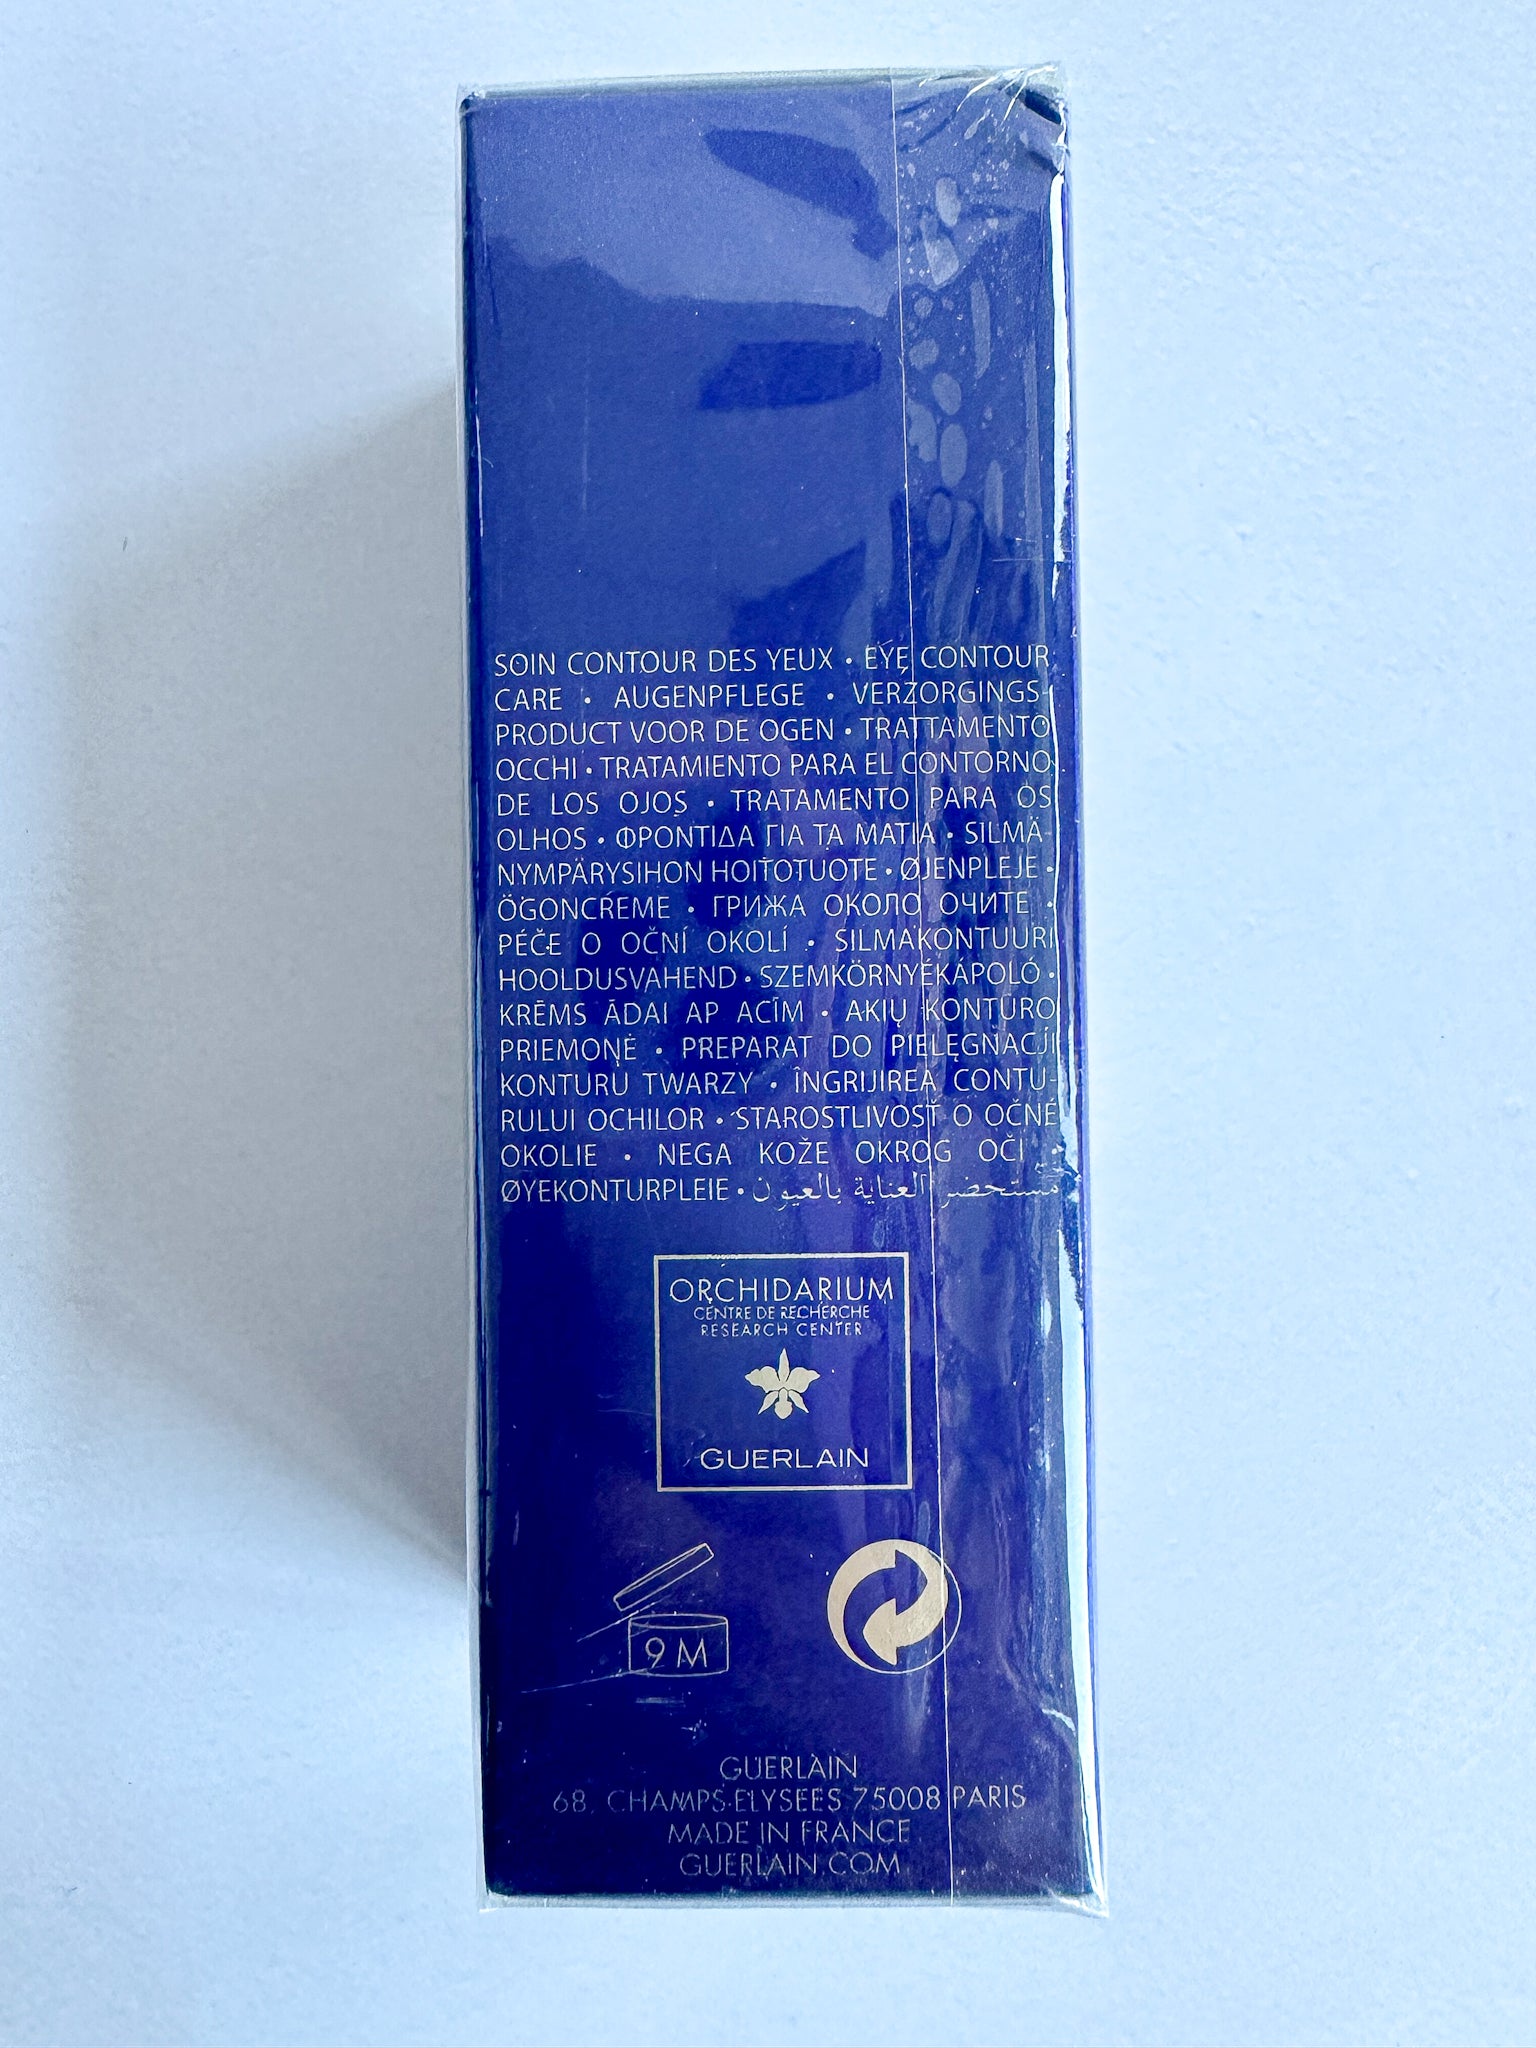 SOIN CONTOUR DES YEUX • EYE CONTOUR
CARE • AUGENPFLEGE • VERZORGINGS-
PRODUCT VOOR DE OGEN • TRATTAMENTO
OCCHI • TRATAMIENTO PARA EL CONTORNO
DE LOS OJOS • TRATAMENTO PARA OS
OLHOS • ΦΡΟΝΤΙΔΑ ΓΙΑ ΤΑ ΜΑΤΙΑ • SILMÄ-
NYMPÄRYSIHON HOITOTUOTE • ØJENPLEJE •
ÖGONCREME • ГРИЖА ОКОЛО ОЧИТЕ •
PÉČE O OČNÍ OKOLÍ • SILMAKONTUURI
HOOLDUSVAHEND • SZEMKÖRNYÉKÁPOLÓ •
KRĒMS ĀDAI AP ACĪM • AKIŲ KONTŪRO
PRIEMONĖ • PREPARAT DO PIELĘGNACJI
KONTURU TWARZY • ÎNGRIJIREA CONTU-
RULUI OCHILOR • STAROSTLIVOSŤ O OČNÉ
OKOLIE • NEGA KOŽE OKROG OČI •
ØYEKONTURPLEIE • مستحضر العناية بالعيون
ORCHIDARIUM
CENTRE DE RECHERCHE
RESEARCH CENTER
GUERLAIN
9 M
GUERLAIN
68, CHAMPS-ELYSEES 75008 PARIS
MADE IN FRANCE
GUERLAIN.COM